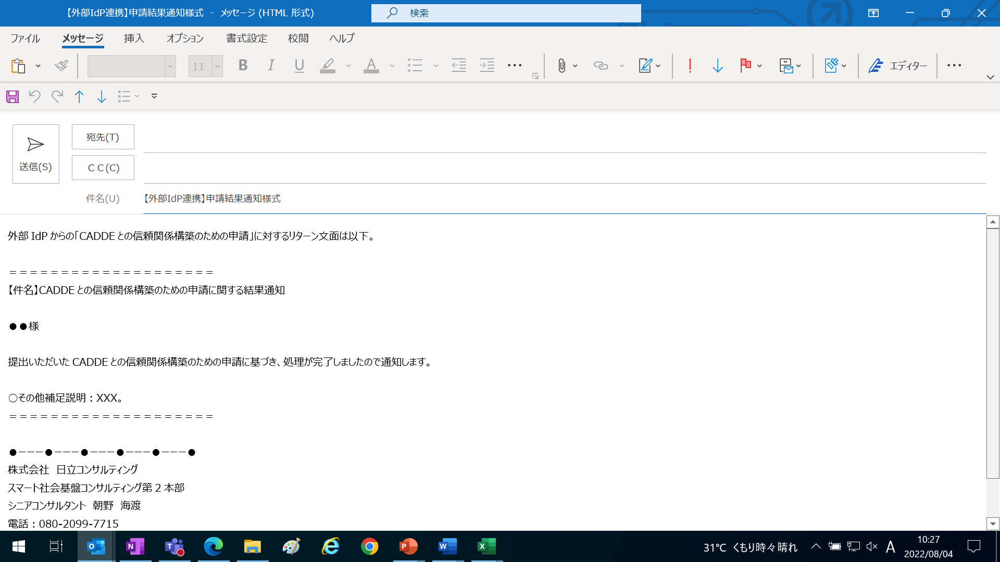 【外部IdP連携】申請結果通知様式 - メッセージ (HTML 形式)
検索
ファイル メッセージ 挿入 オプション 書式設定 校閲 ヘルプ
11 B I U A エディター
送信(S)
宛先(T)
ＣＣ(C)
件名(U) 【外部IdP連携】申請結果通知様式
外部 IdP からの「CADDE との信頼関係構築のための申請」に対するリターン文面は以下。
＝＝＝＝＝＝＝＝＝＝＝＝＝＝＝＝＝＝＝＝
【件名】CADDE との信頼関係構築のための申請に関する結果通知
●●様
提出いただいた CADDE との信頼関係構築のための申請に基づき、処理が完了しましたので通知します。
○その他補足説明：XXX。
＝＝＝＝＝＝＝＝＝＝＝＝＝＝＝＝＝＝＝＝
●−−−●−−−●−−−●−−−●−−−●
株式会社　日立コンサルティング
スマート社会基盤コンサルティング第２本部
シニアコンサルタント　朝野　海渡
電話：080-2099-7715
31°C くもり時々晴れ A 10:27
2022/08/04